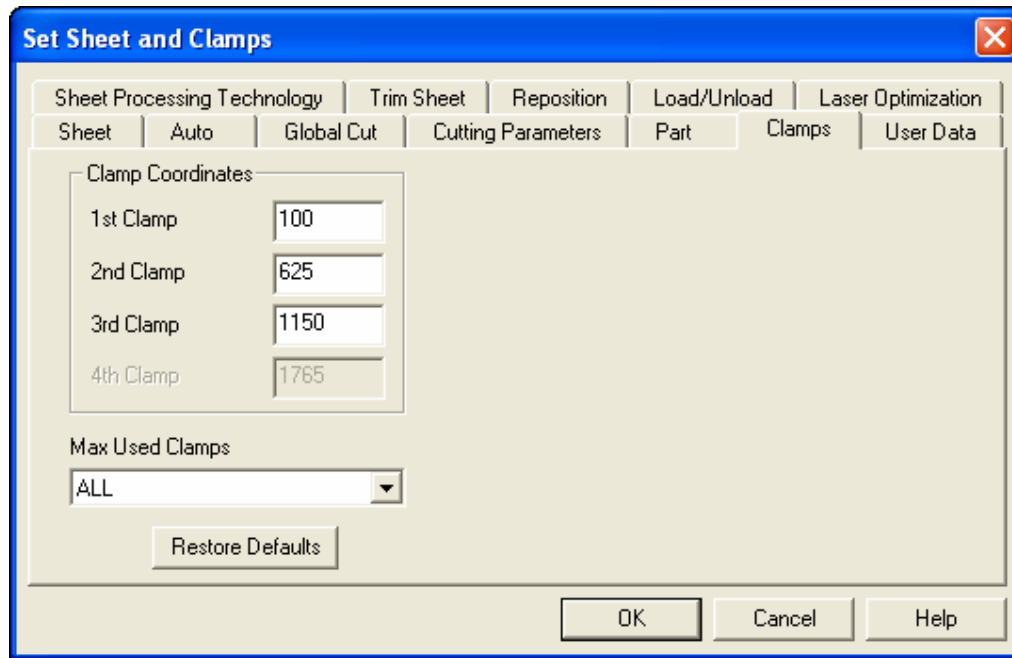 Set Sheet and Clamps
Sheet Processing Technology Trim Sheet Reposition Load/Unload Laser Optimization
Sheet Auto Global Cut Cutting Parameters Part Clamps User Data
Clamp Coordinates
1st Clamp 100
2nd Clamp 625
3rd Clamp 1150
4th Clamp 1765
Max Used Clamps
ALL
Restore Defaults
OK Cancel Help